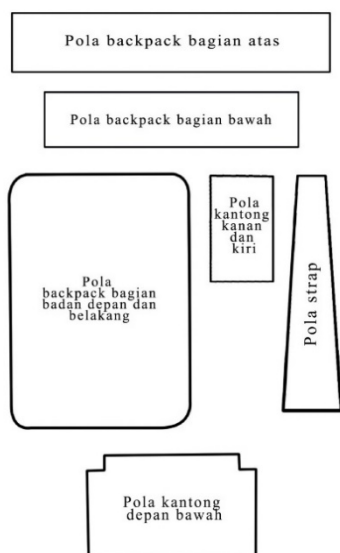 Pola backpack bagian atas
Pola backpack bagian bawah
Pola
backpack bagian
badan depan dan
belakang
Pola
kantong
kanan
dan
kiri
Pola strap
Pola kantong
depan bawah